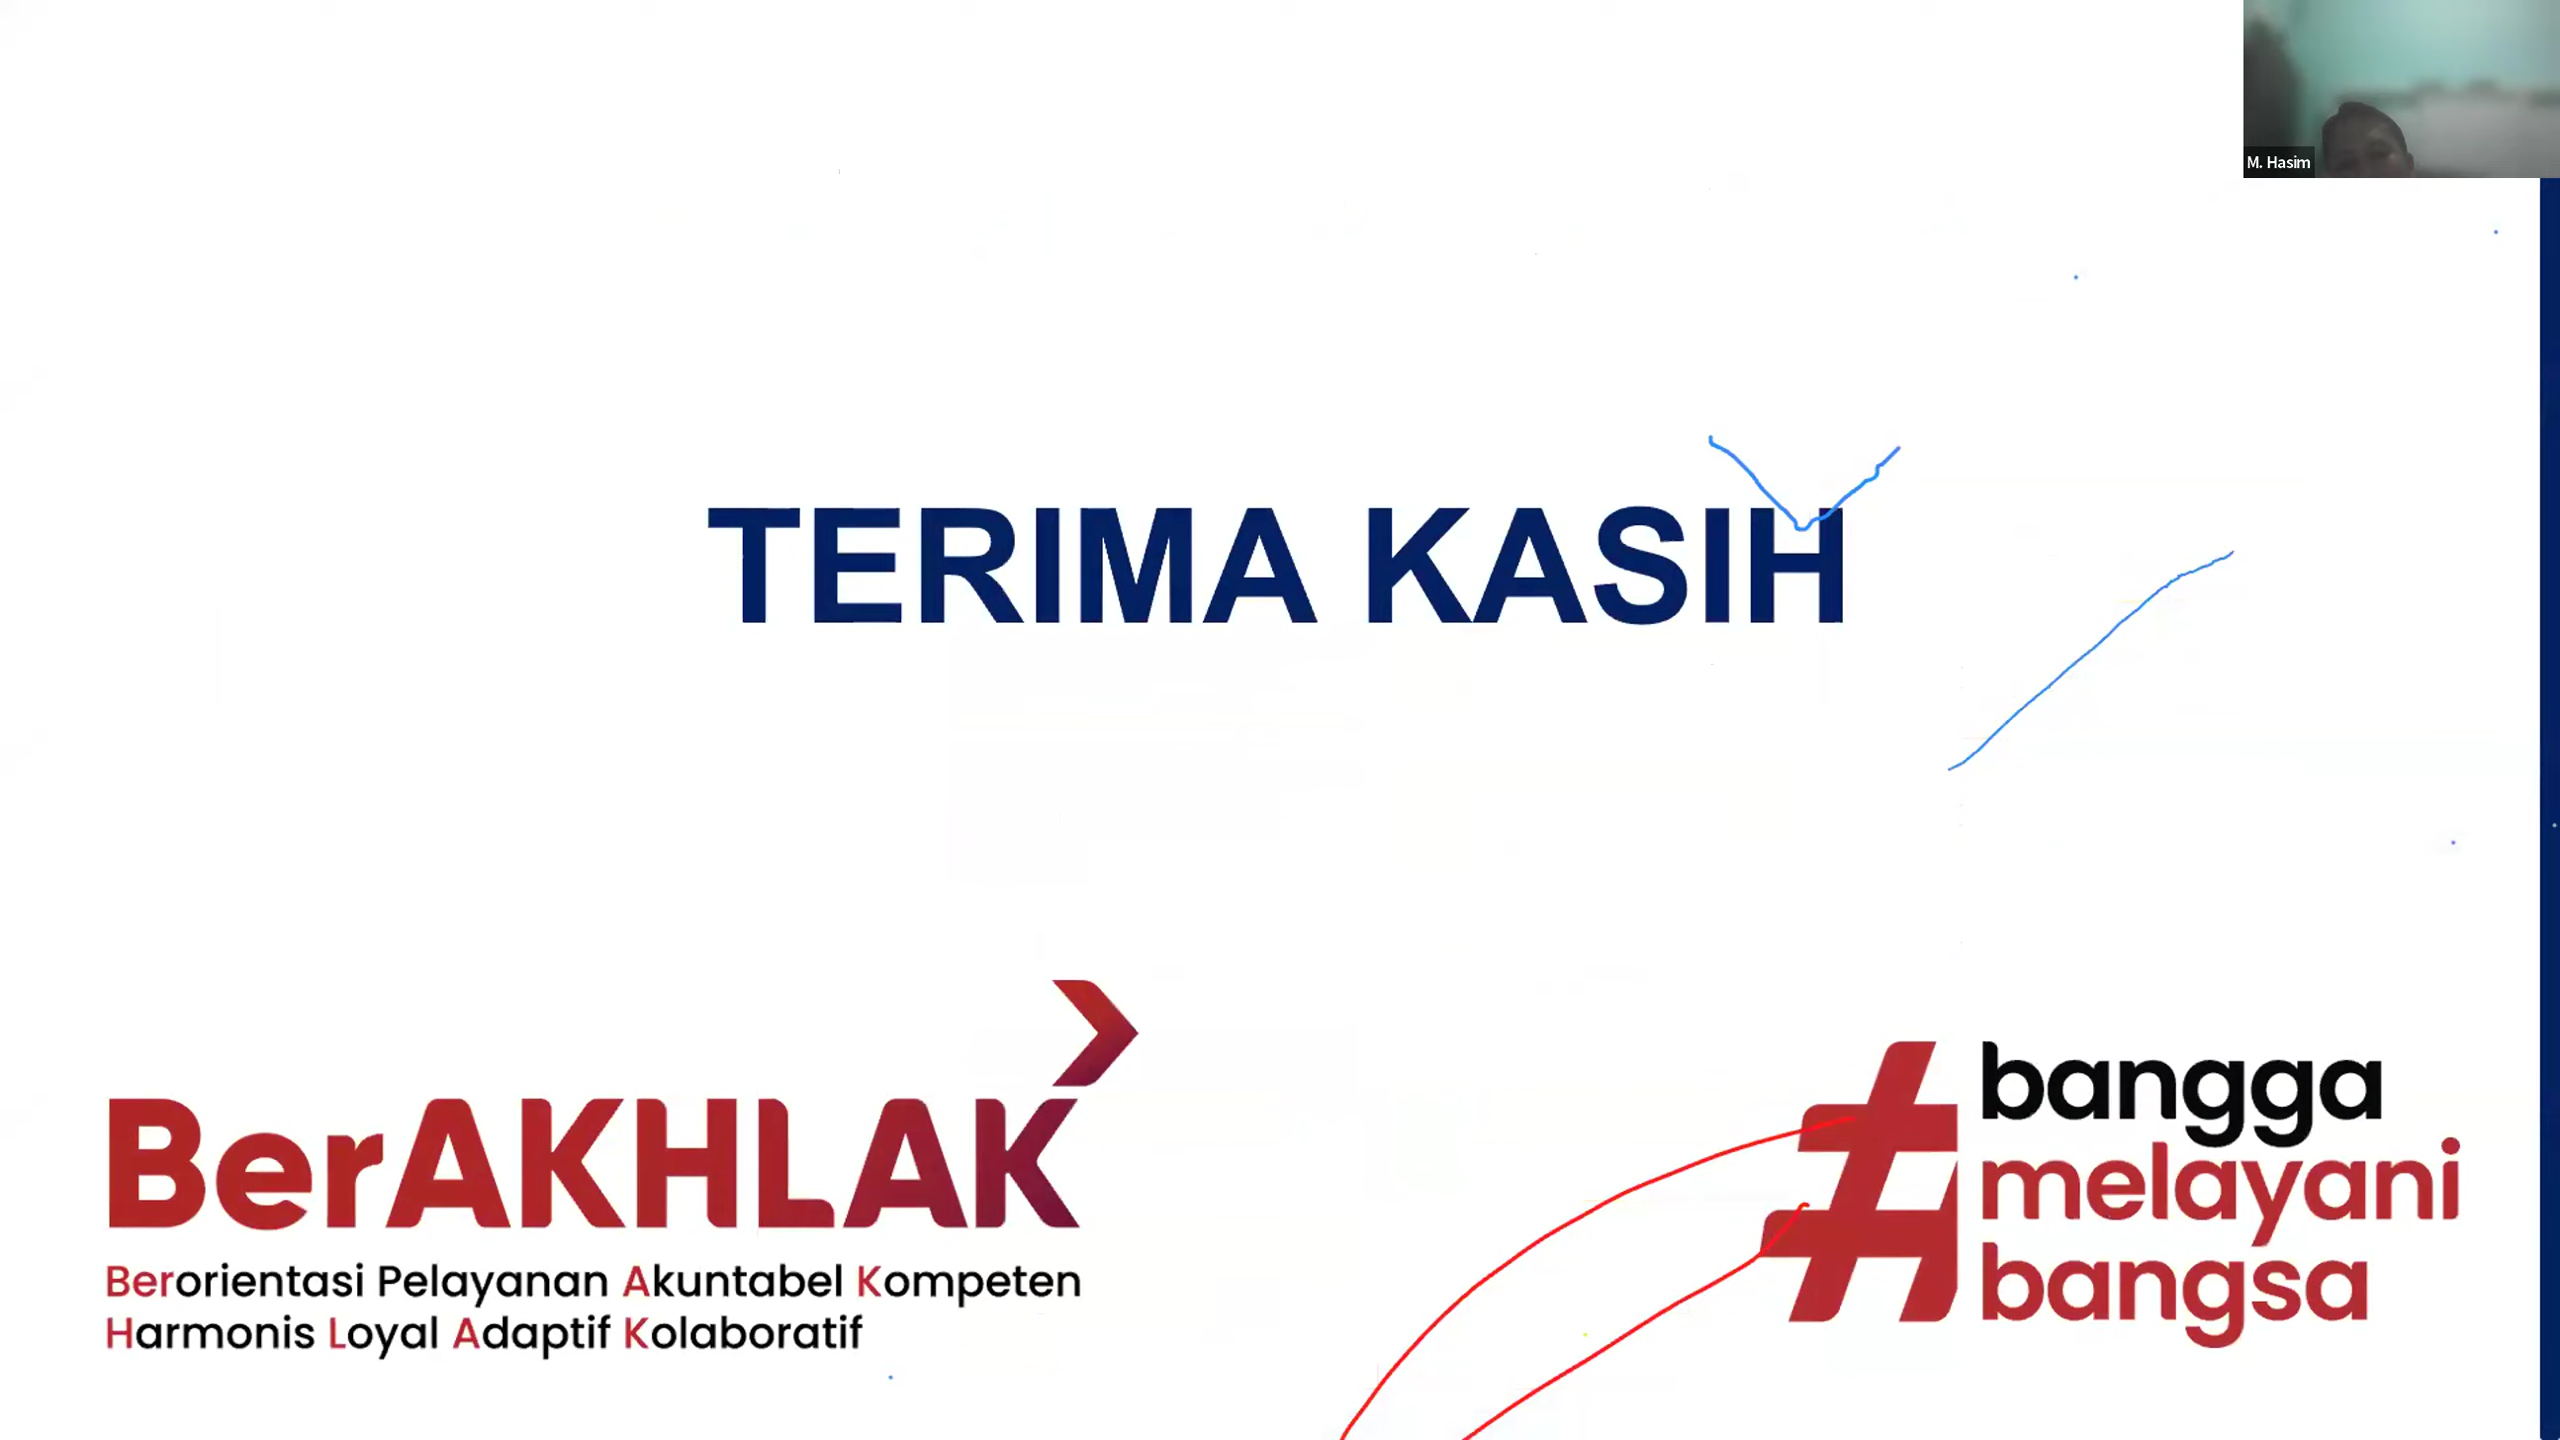 M. Hasim
TERIMA KASIH
BerAKHLAK
Berorientasi Pelayanan Akuntabel Kompeten
Harmonis Loyal Adaptif Kolaboratif
#bangga
melayani
bangsa